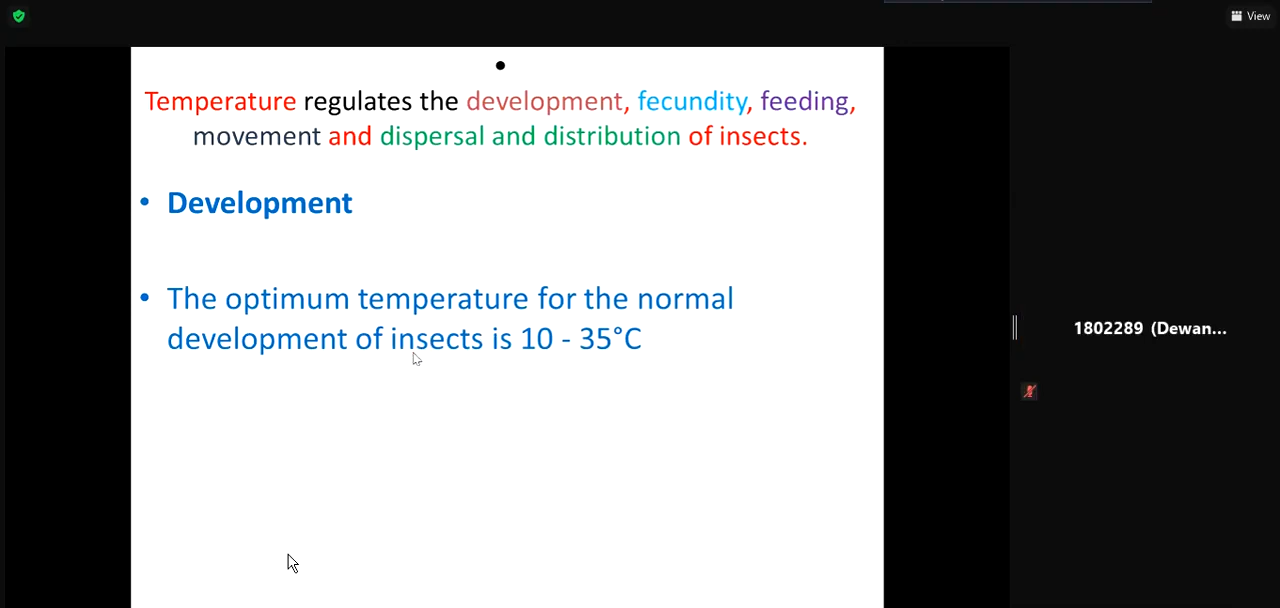 View
Temperature regulates the development, fecundity, feeding,
movement and dispersal and distribution of insects.
• Development
• The optimum temperature for the normal
development of insects is 10 - 35°C
1802289 (Dewan...